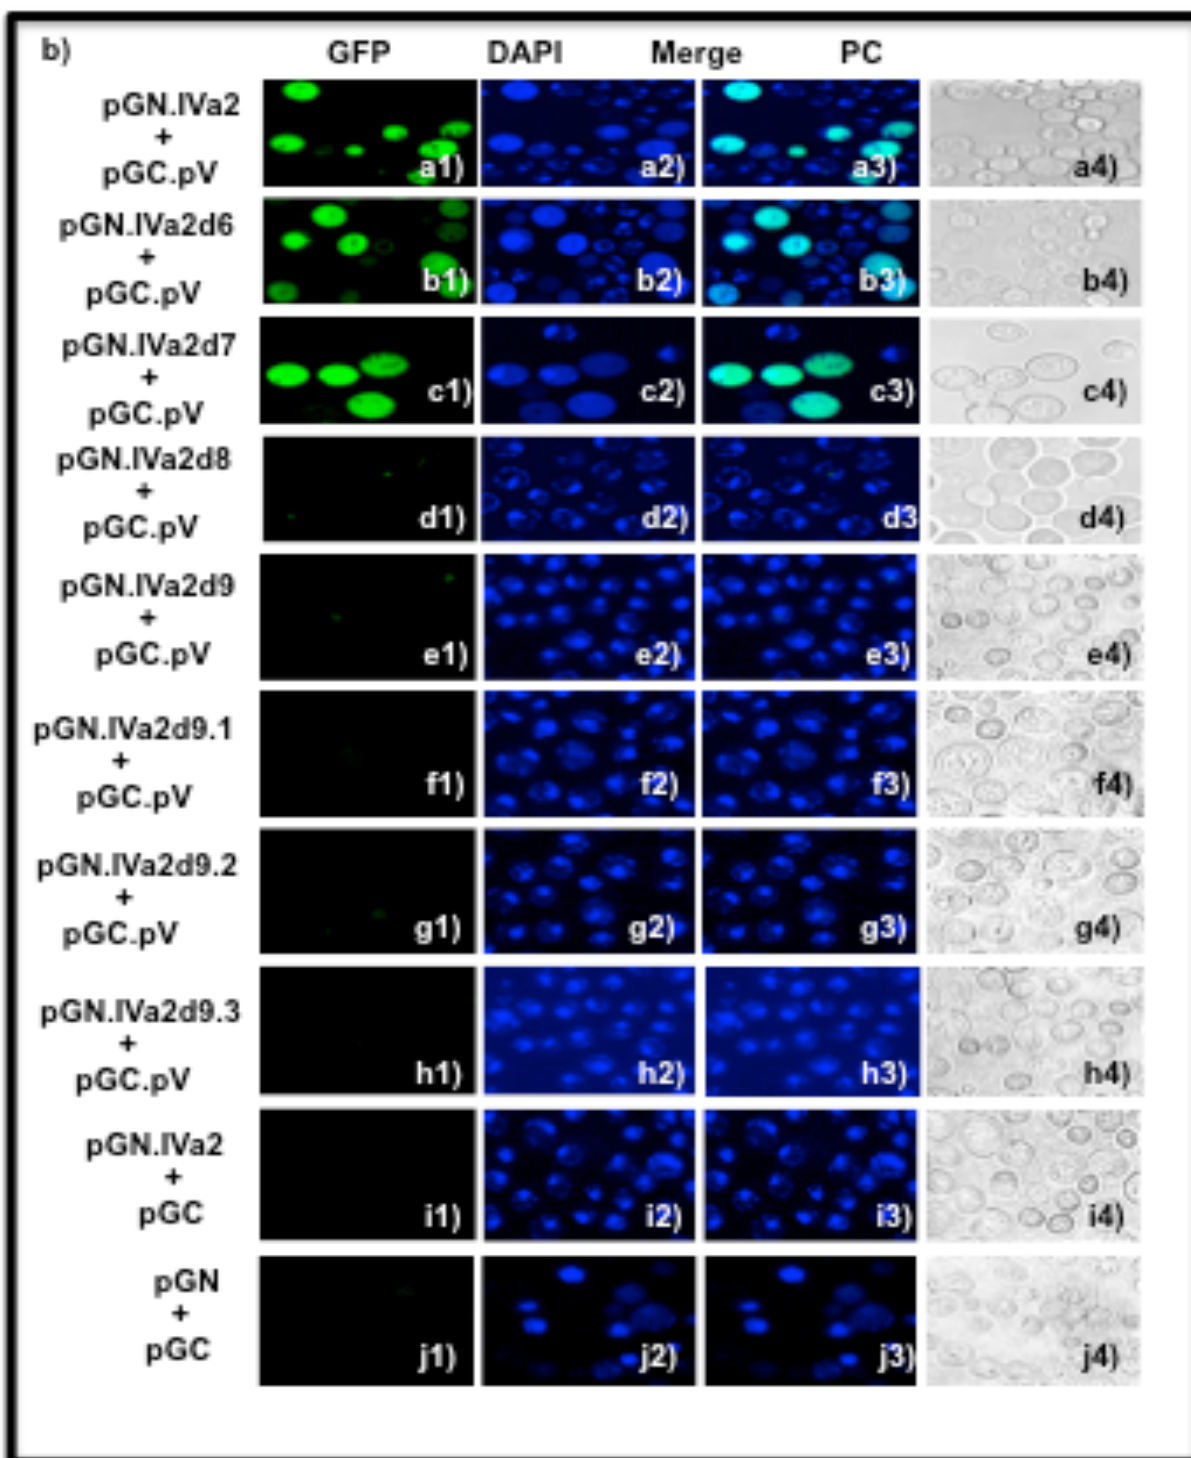 b)
GFP DAPI Merge PC
pGN.IVa2
+
pGC.pV
a1) a2) a3) a4)
pGN.IVa2d6
+
pGC.pV
b1) b2) b3) b4)
pGN.IVa2d7
+
pGC.pV
c1) c2) c3) c4)
pGN.IVa2d8
+
pGC.pV
d1) d2) d3 d4)
pGN.IVa2d9
+
pGC.pV
e1) e2) e3) e4)
pGN.IVa2d9.1
+
pGC.pV
f1) f2) f3) f4)
pGN.IVa2d9.2
+
pGC.pV
g1) g2) g3) g4)
pGN.IVa2d9.3
+
pGC.pV
h1) h2) h3) h4)
pGN.IVa2
+
pGC
i1) i2) i3) i4)
pGN
+
pGC
j1) j2) j3) j4)